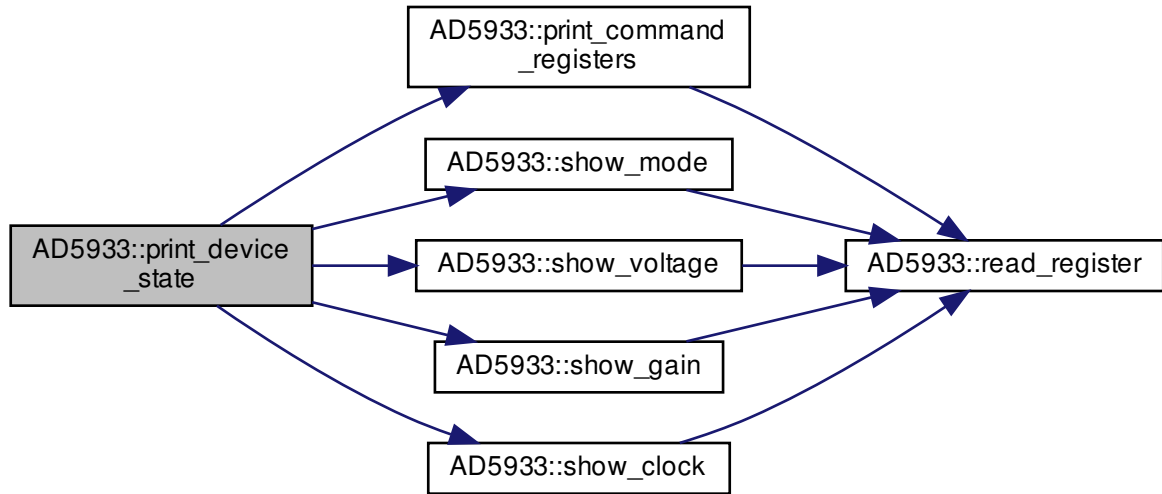 AD5933::print_command
_registers
AD5933::show_mode
AD5933::print_device
_state
AD5933::show_voltage
AD5933::read_register
AD5933::show_gain
AD5933::show_clock